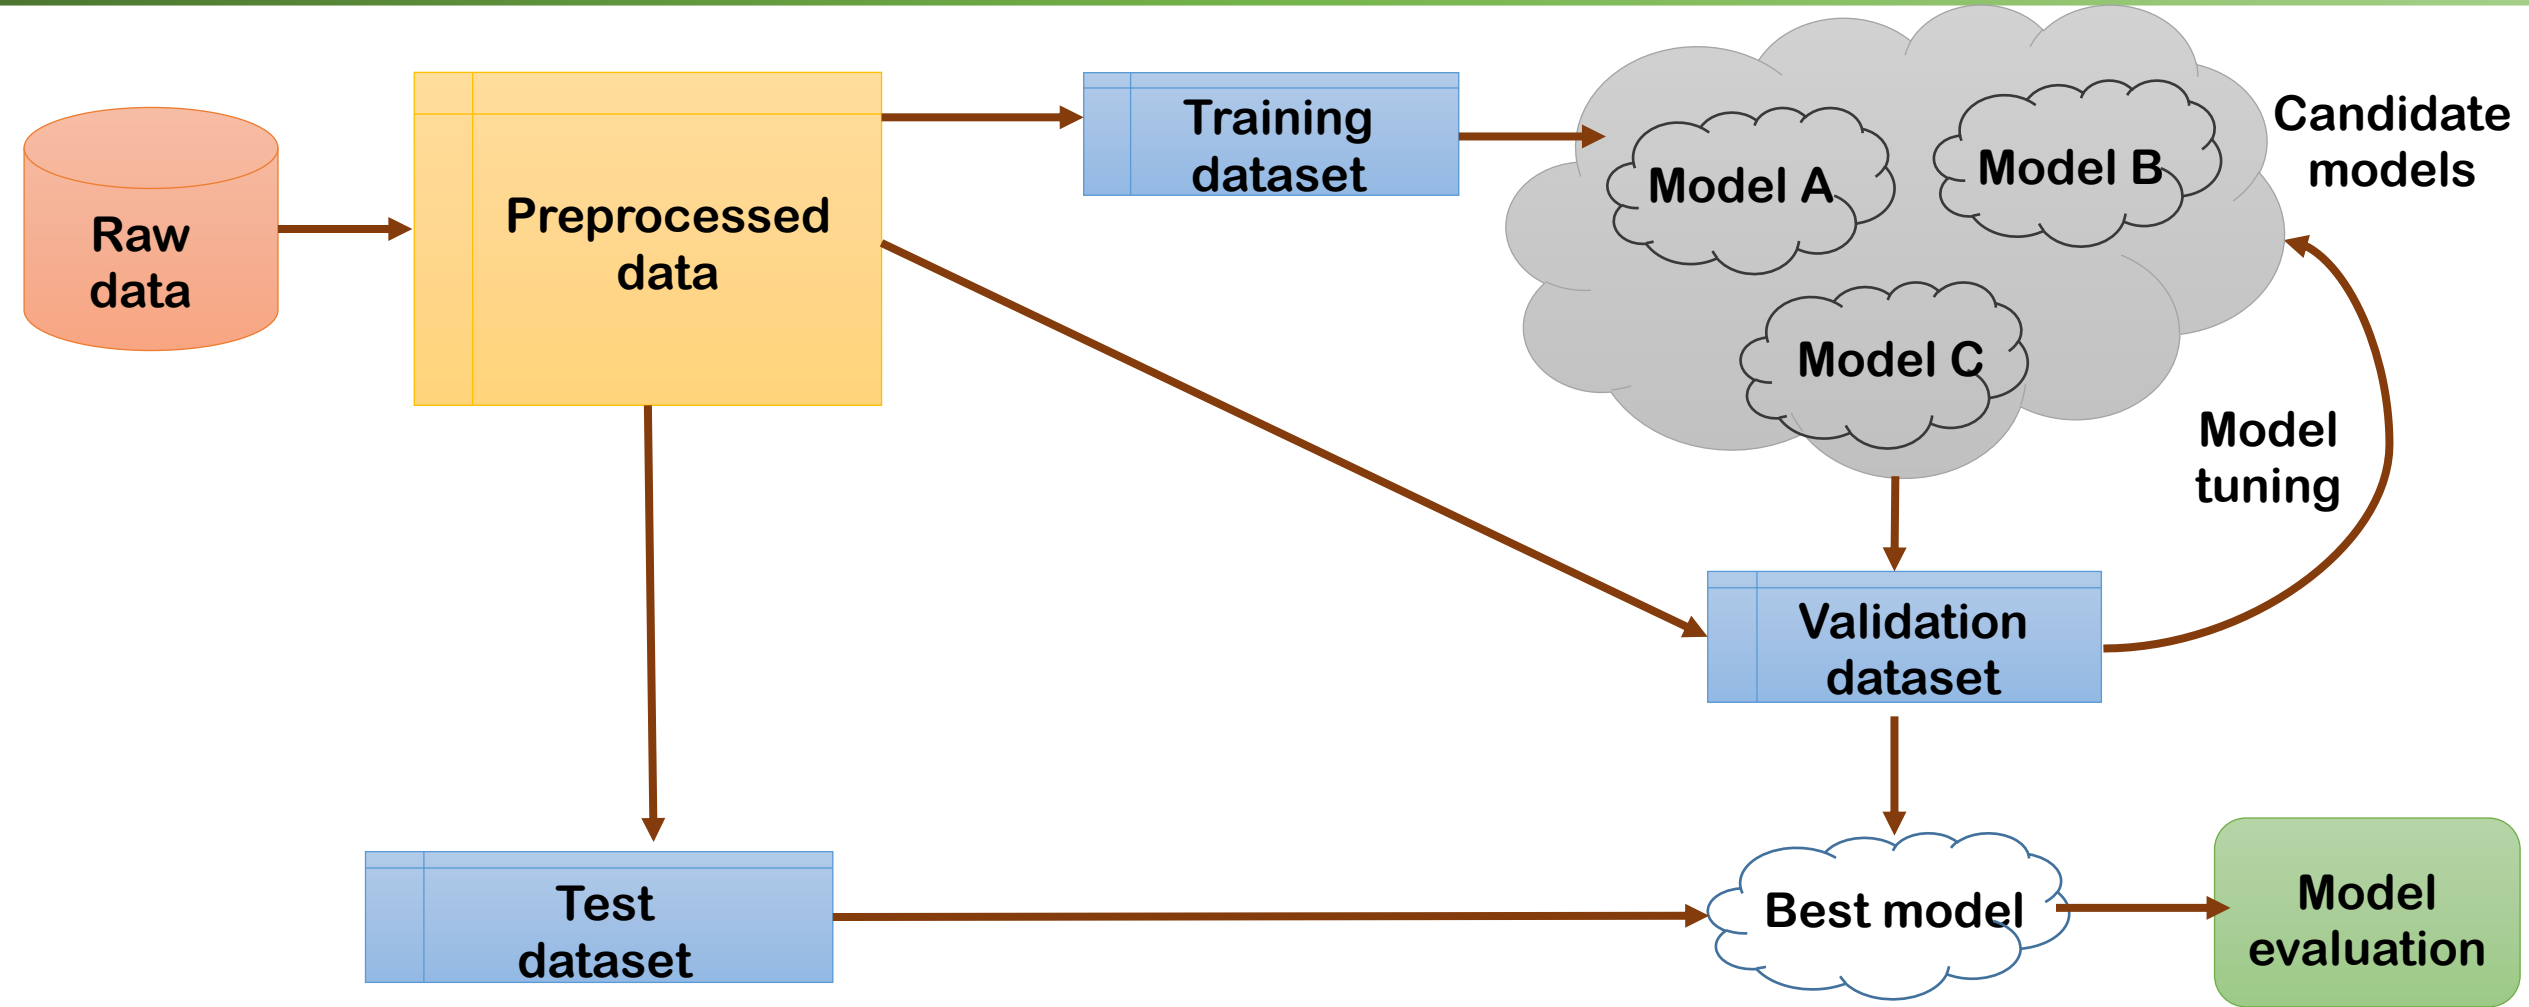 Raw
data
Preprocessed
data
Training
dataset
Model A
Model B
Model C
Candidate
models
Model
tuning
Validation
dataset
Test
dataset
Best model
Model
evaluation